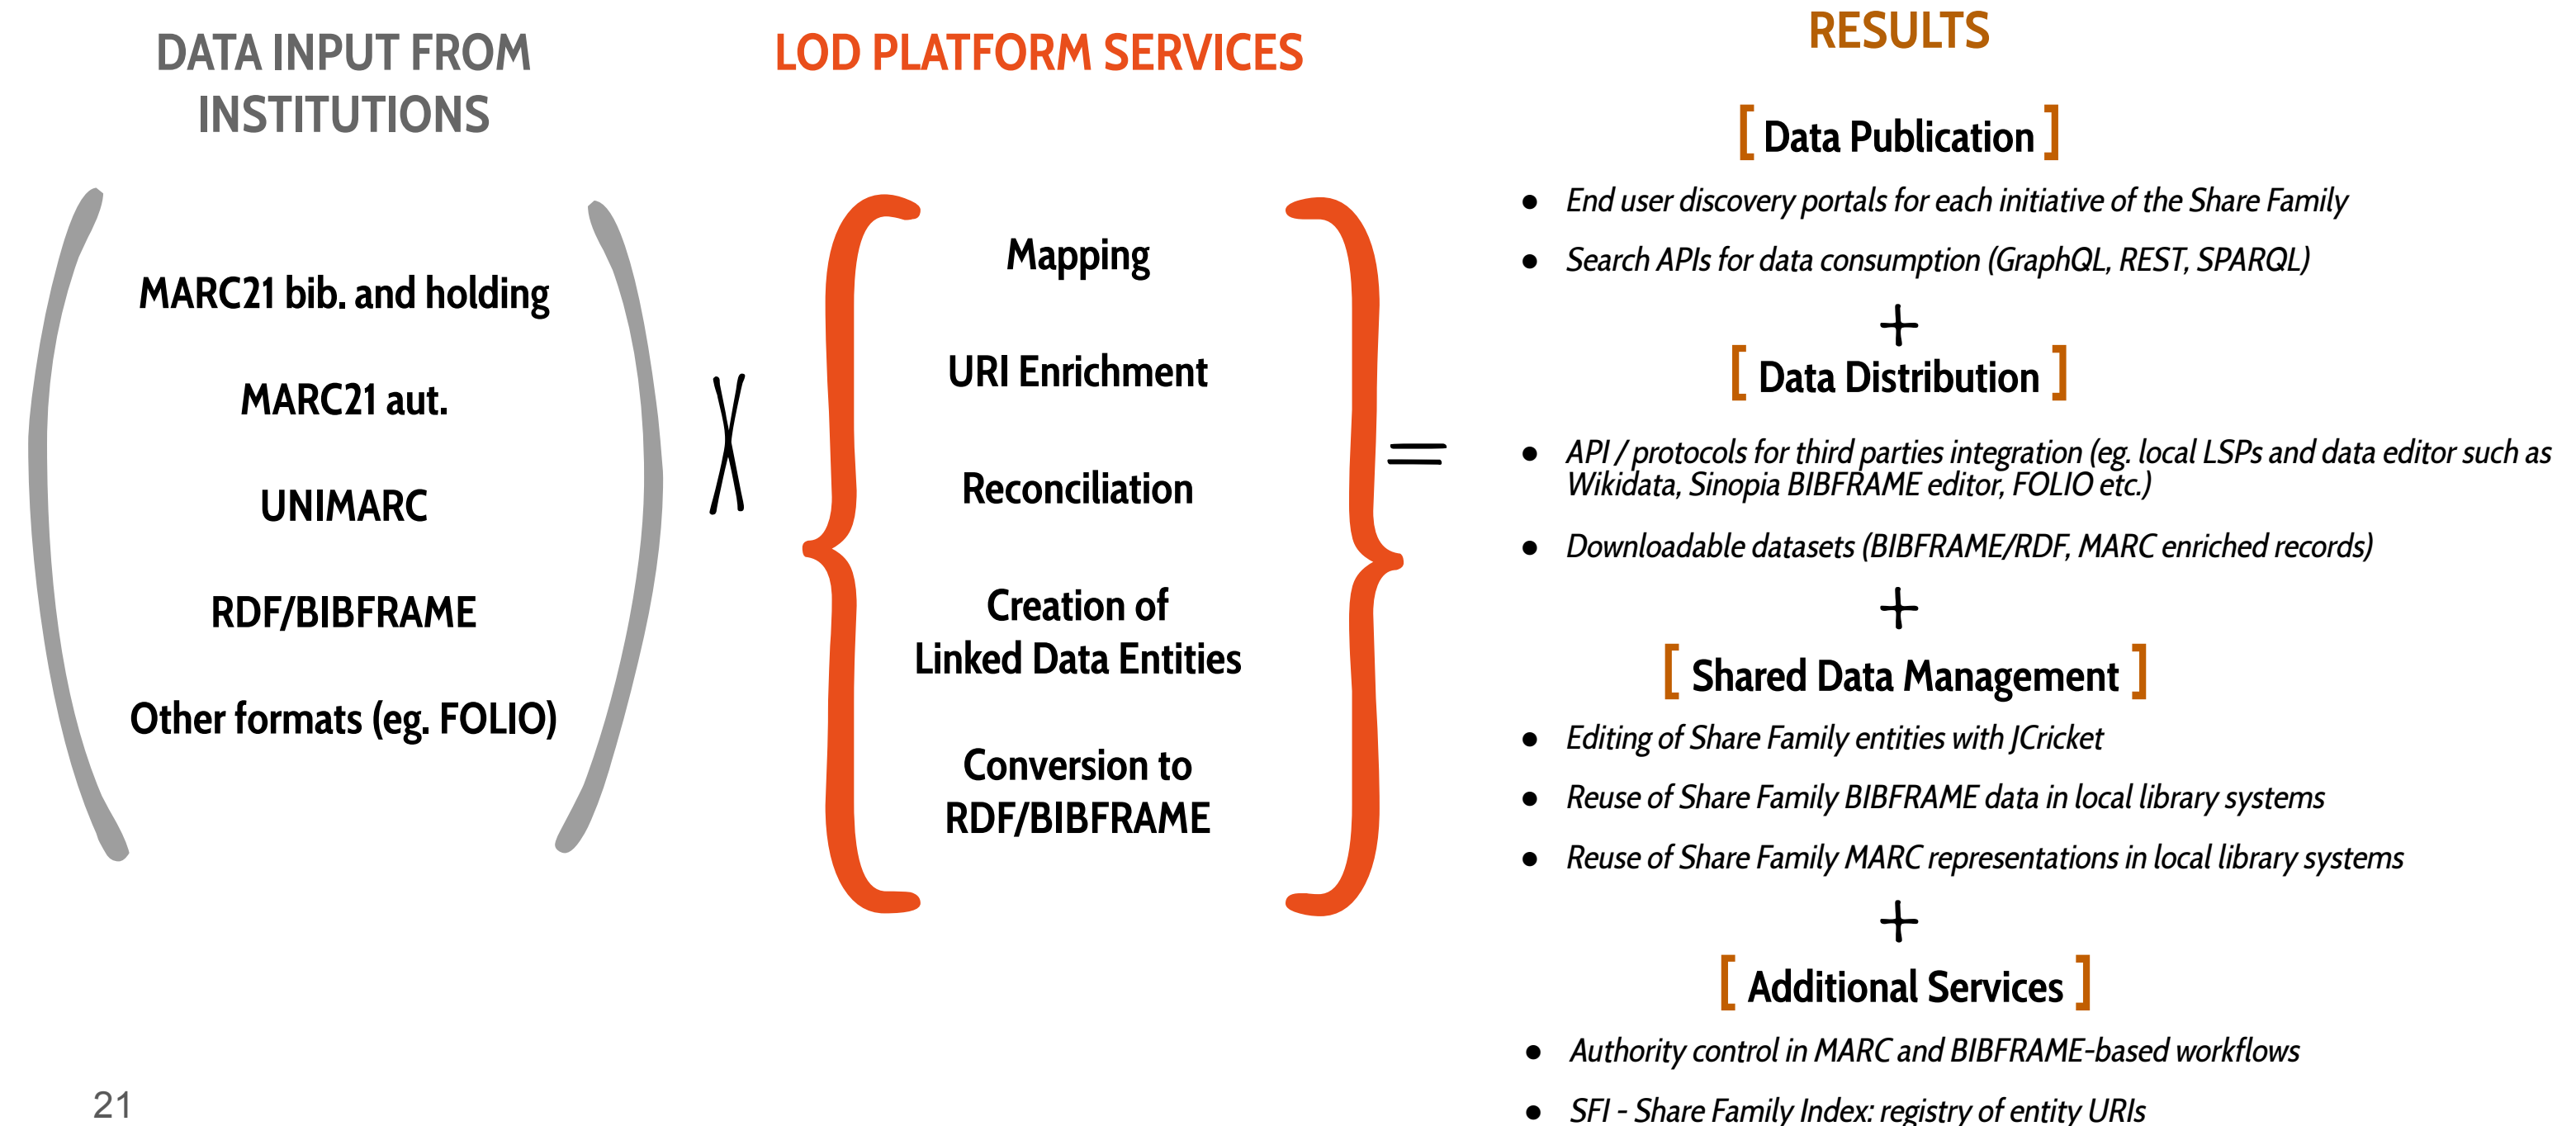 DATA INPUT FROM
INSTITUTIONS
MARC21 bib. and holding
MARC21 aut.
UNIMARC
RDF/BIBFRAME
Other formats (eg. FOLIO)
X
LOD PLATFORM SERVICES
Mapping
URI Enrichment
Reconciliation
Creation of
Linked Data Entities
Conversion to
RDF/BIBFRAME
=
RESULTS
[ Data Publication ]
● End user discovery portals for each initiative of the Share Family
● Search APIs for data consumption (GraphQL, REST, SPARQL)
+
[ Data Distribution ]
● API / protocols for third parties integration (eg. local LSPs and data editor such as
Wikidata, Sinopia BIBFRAME editor, FOLIO etc.)
● Downloadable datasets (BIBFRAME/RDF, MARC enriched records)
+
[ Shared Data Management ]
● Editing of Share Family entities with JCricket
● Reuse of Share Family BIBFRAME data in local library systems
● Reuse of Share Family MARC representations in local library systems
+
[ Additional Services ]
● Authority control in MARC and BIBFRAME-based workflows
● SFI - Share Family Index: registry of entity URIs
21